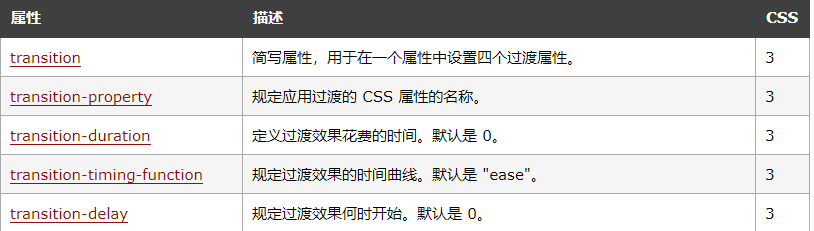 属性 描述 CSS
transition 简写属性，用于在一个属性中设置四个过渡属性。 3
transition-property 规定应用过渡的 CSS 属性的名称。 3
transition-duration 定义过渡效果花费的时间。默认是 0。 3
transition-timing-function 规定过渡效果的时间曲线。默认是 "ease"。 3
transition-delay 规定过渡效果何时开始。默认是 0。 3